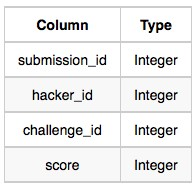 Column Type
submission_id Integer
hacker_id Integer
challenge_id Integer
score Integer